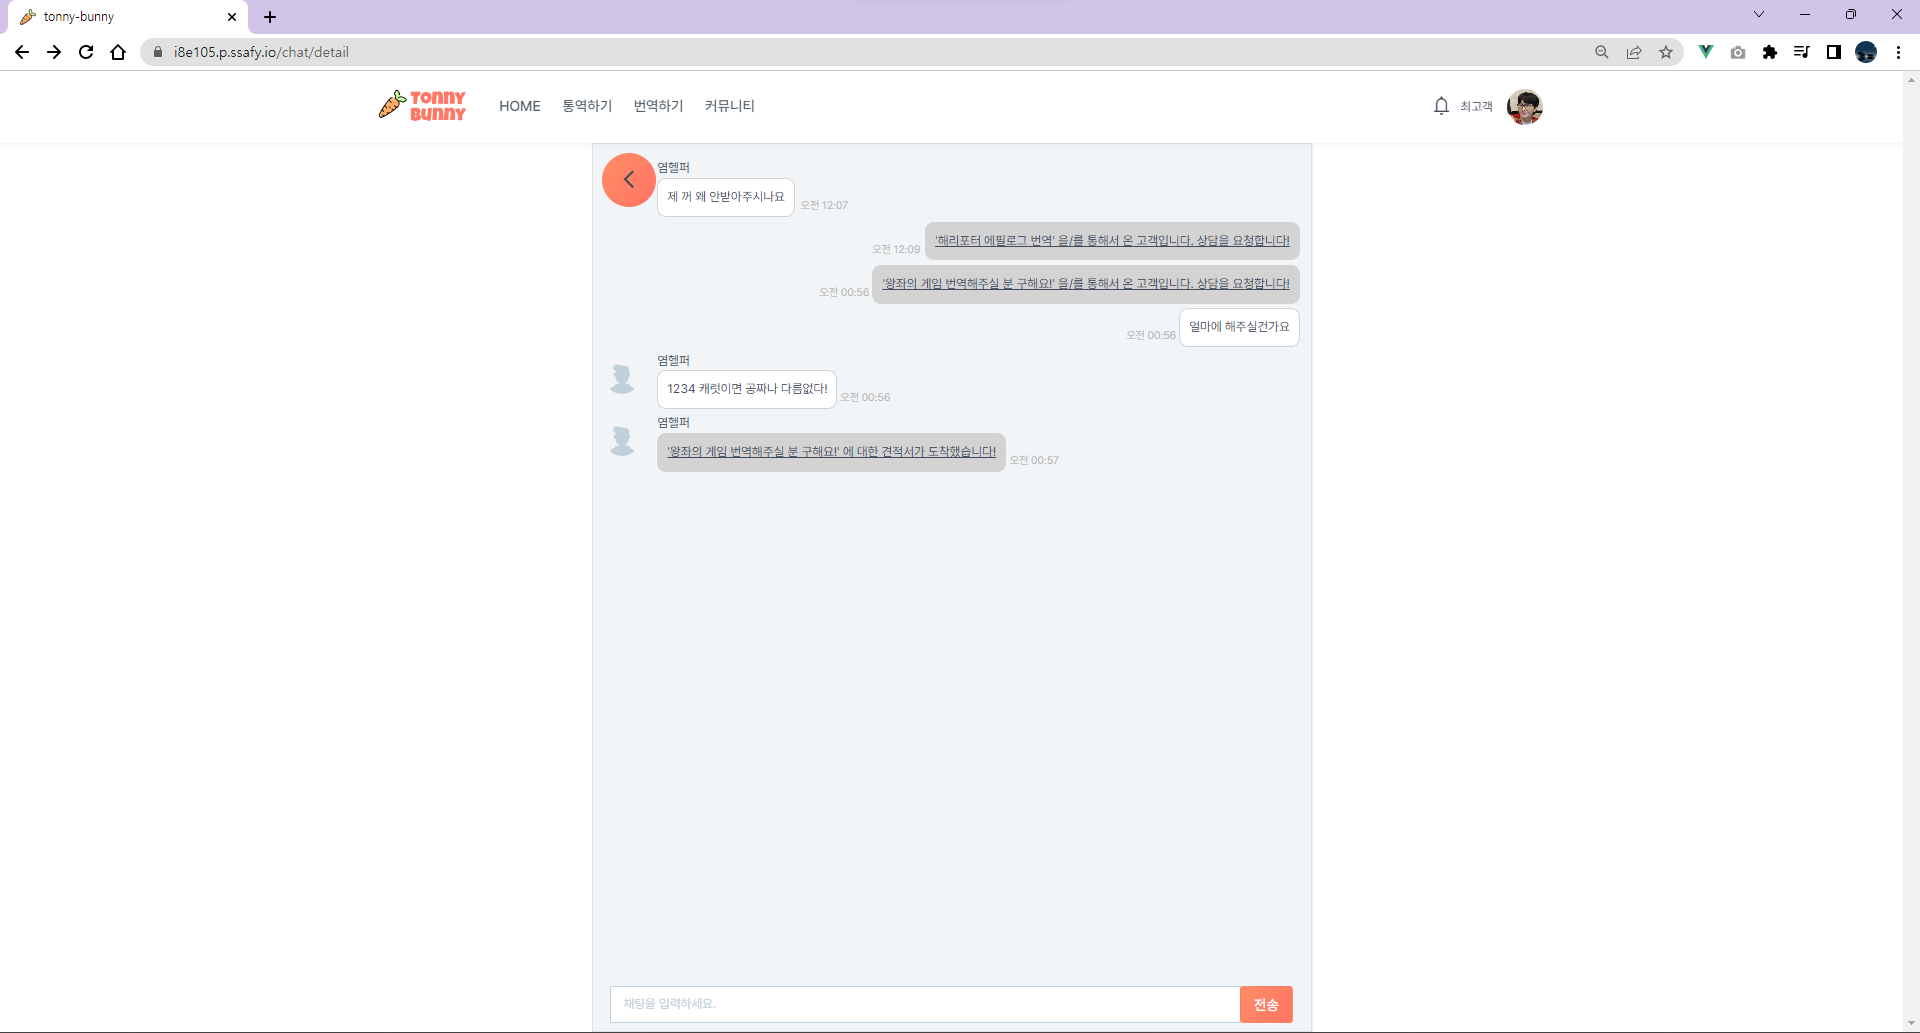 tonny-bunny
i8e105.p.ssafy.io/chat/detail
TONNY
BUNNY
HOME 통역하기 번역하기 커뮤니티
최고객
염헬퍼
제 꺼 왜 안받아주시나요
오전 12:07
오전 12:09
'해리포터 에필로그 번역' 을/를 통해서 온 고객입니다. 상담을 요청합니다!
오전 00:56
'왕좌의 게임 번역해주실 분 구해요!' 을/를 통해서 온 고객입니다. 상담을 요청합니다!
오전 00:56
얼마에 해주실건가요
염헬퍼
1234 캐럿이면 공짜나 다름없다!
오전 00:56
염헬퍼
'왕좌의 게임 번역해주실 분 구해요!' 에 대한 견적서가 도착했습니다!
오전 00:57
채팅을 입력하세요.
전송